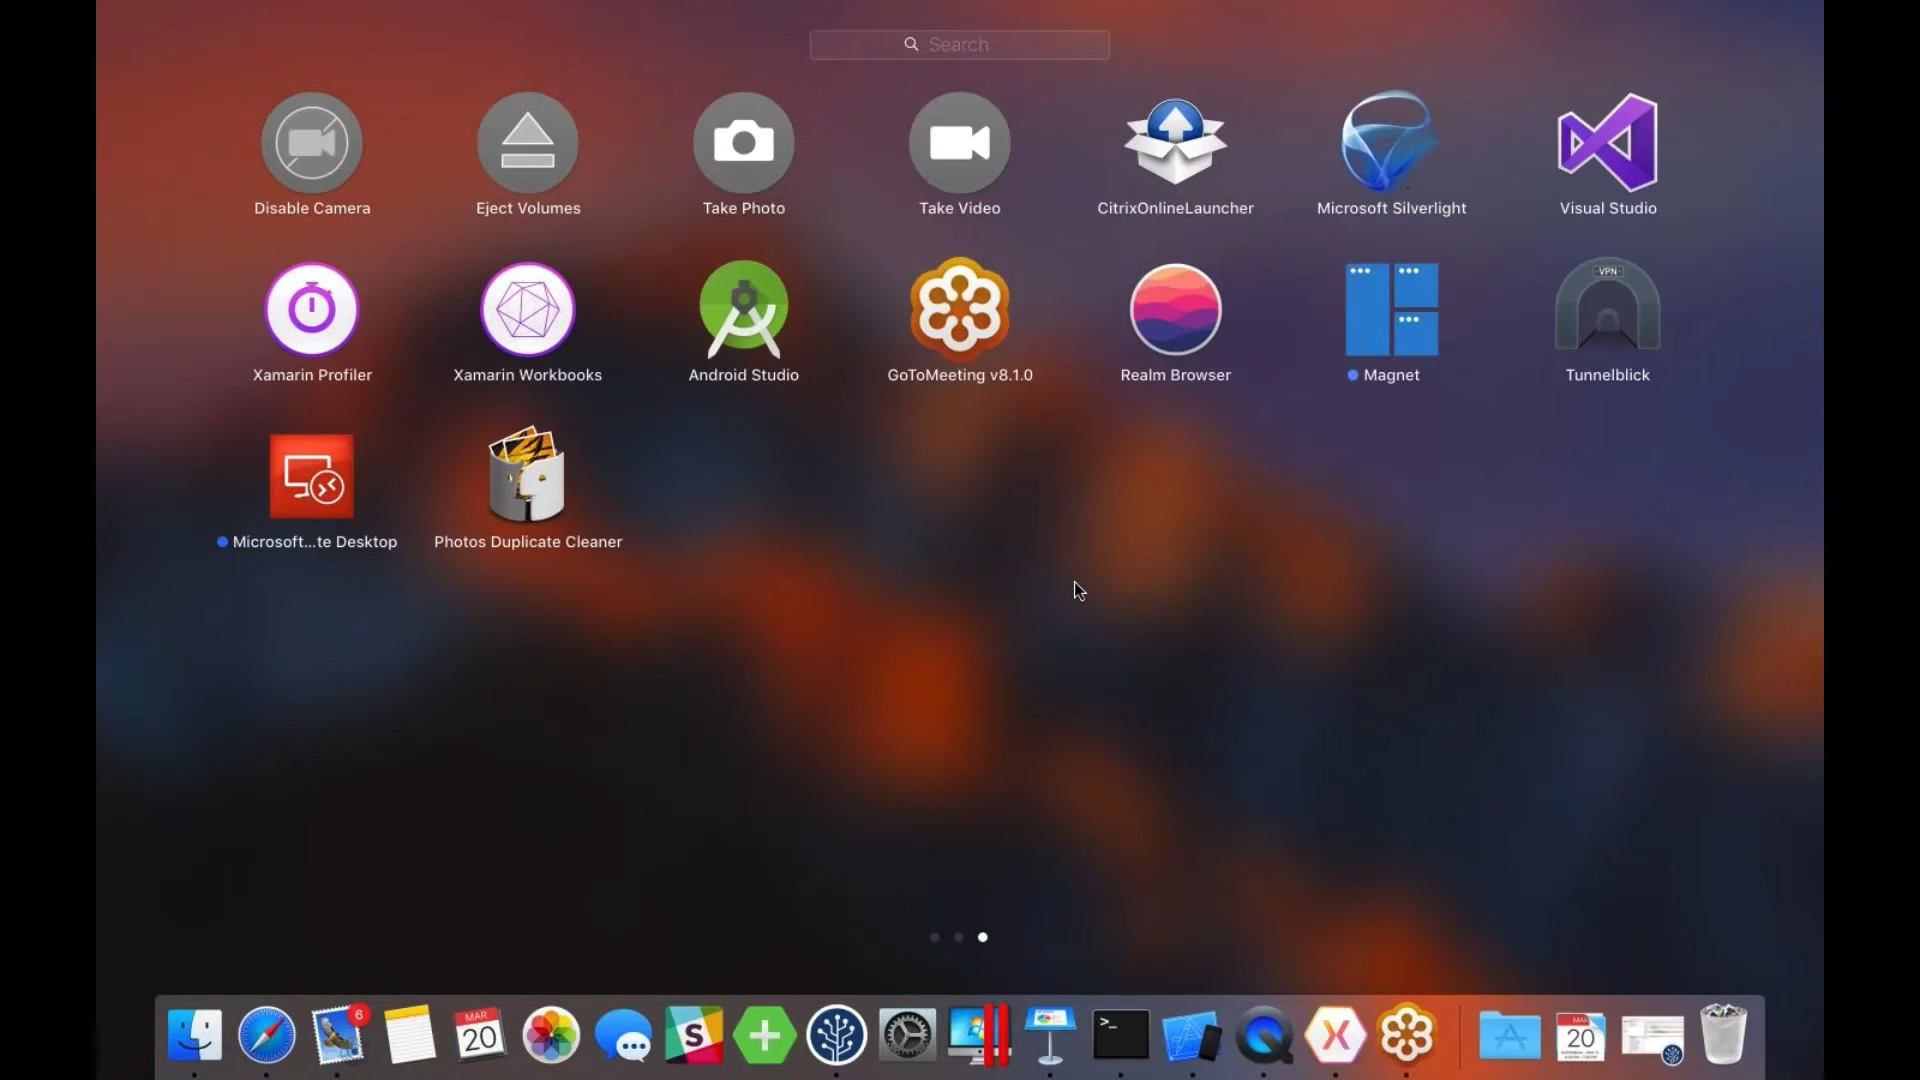 Search
Disable Camera
Eject Volumes
Take Photo
Take Video
CitrixOnlineLauncher
Microsoft Silverlight
Visual Studio
Xamarin Profiler
Xamarin Workbooks
Android Studio
GoToMeeting v8.1.0
Realm Browser
Magnet
VPN
Tunnelblick
Microsoft...te Desktop
Photos Duplicate Cleaner
6
MAR
20
S
>_
X
20